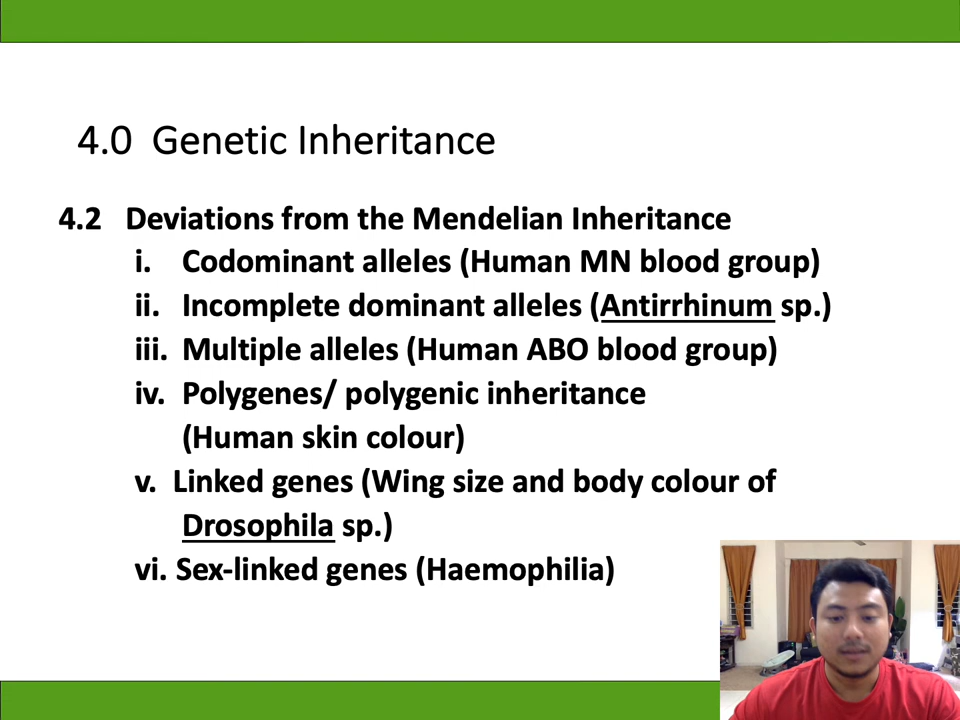 4.0 Genetic Inheritance
4.2 Deviations from the Mendelian Inheritance
i. Codominant alleles (Human MN blood group)
ii. Incomplete dominant alleles (Antirrhinum sp.)
iii. Multiple alleles (Human ABO blood group)
iv. Polygenes/ polygenic inheritance
(Human skin colour)
v. Linked genes (Wing size and body colour of
Drosophila sp.)
vi. Sex-linked genes (Haemophilia)